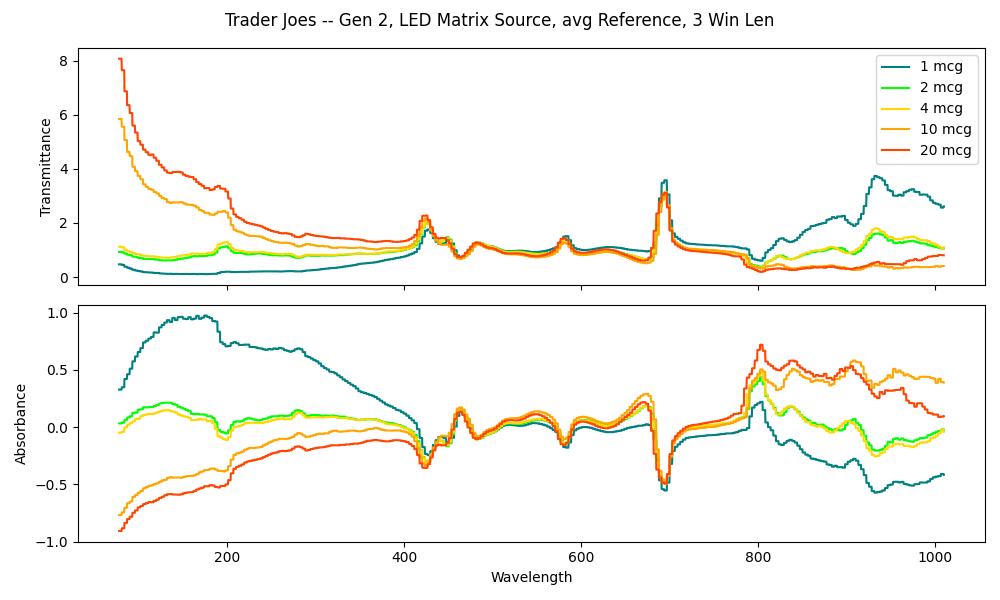 Trader Joes -- Gen 2, LED Matrix Source, avg Reference, 3 Win Len
Transmittance
8
6
4
2
0
1 mcg
2 mcg
4 mcg
10 mcg
20 mcg
Absorbance
1.0
0.5
0.0
−0.5
−1.0
200
400
600
800
1000
Wavelength